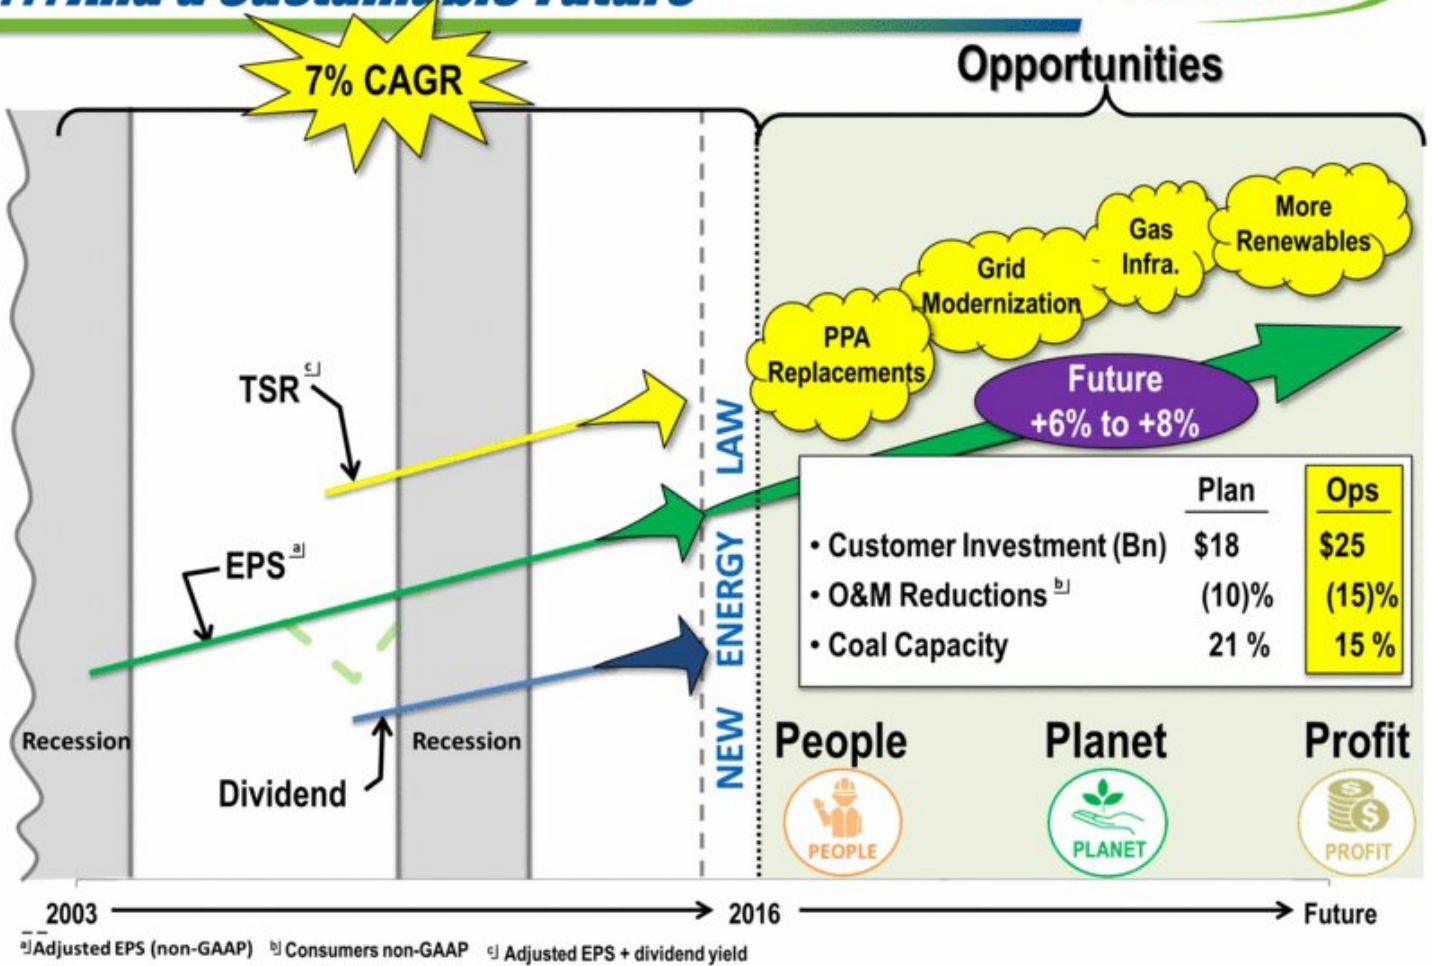 ....And a Sustainable Future
7% CAGR
Opportunities
More
Renewables
Gas
Infra.
Grid
Modernization
PPA
Replacements
Future
+6% to +8%
TSR c]
EPS a]
Dividend
Recession
Recession
NEW ENERGY LAW
Plan Ops
• Customer Investment (Bn) $18 $25
• O&M Reductions b] (10)% (15)%
• Coal Capacity 21 % 15 %
People Planet Profit
PEOPLE PLANET PROFIT
2003 2016 Future
a] Adjusted EPS (non-GAAP) b] Consumers non-GAAP c] Adjusted EPS + dividend yield